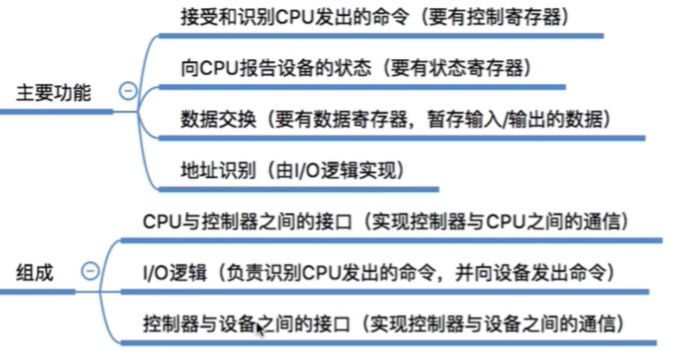 主要功能
接受和识别CPU发出的命令（要有控制寄存器）
向CPU报告设备的状态（要有状态寄存器）
数据交换（要有数据寄存器，暂存输入/输出的数据）
地址识别（由I/O逻辑实现）
组成
CPU与控制器之间的接口（实现控制器与CPU之间的通信）
I/O逻辑（负责识别CPU发出的命令，并向设备发出命令）
控制器与设备之间的接口（实现控制器与设备之间的通信）